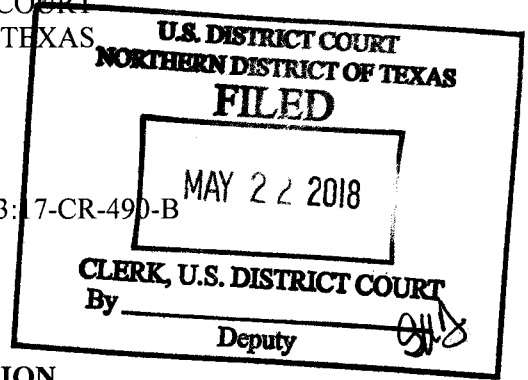 COURT
TEXAS
U.S. DISTRICT COURT
NORTHERN DISTRICT OF TEXAS
FILED
MAY 22 2018
3:17-CR-490-B
CLERK, U.S. DISTRICT COURT
By
Deputy
ION